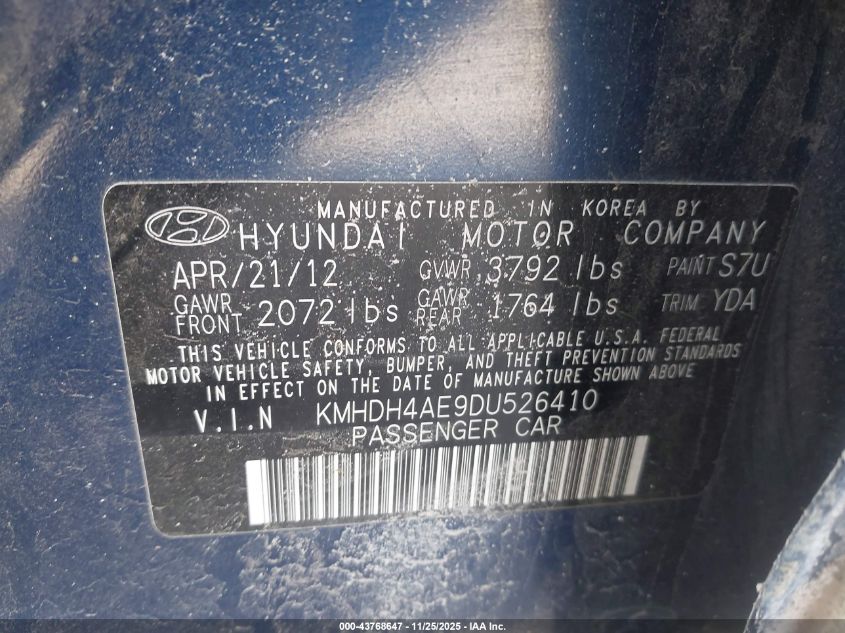 MANUFACTURED IN KOREA BY
HYUNDAI MOTOR COMPANY
APR/21/12 GVWR 3792 lbs PAINT S7U
GAWR FRONT 2072 lbs GAWR REAR 1764 lbs TRIM YDA
THIS VEHICLE CONFORMS TO ALL APPLICABLE U.S.A. FEDERAL
MOTOR VEHICLE SAFETY, BUMPER, AND THEFT PREVENTION STANDARDS
IN EFFECT ON THE DATE OF MANUFACTURE SHOWN ABOVE
V.I.N KMHDH4AE9DU526410
PASSENGER CAR
000-43768647 - 11/25/2025 - IAA Inc.